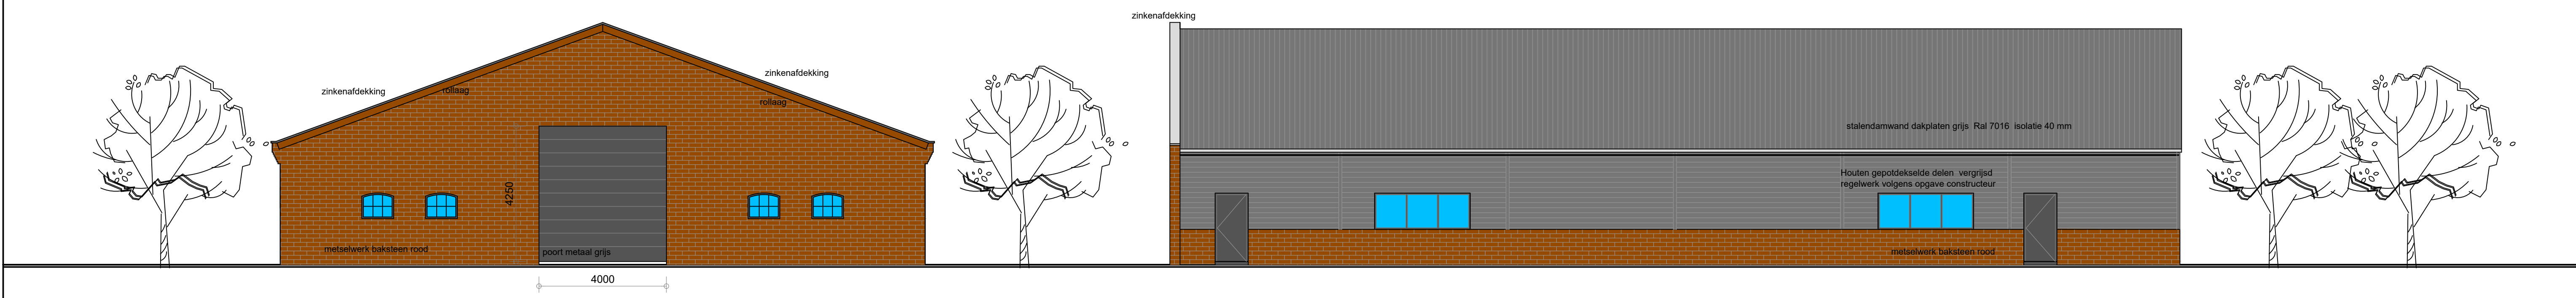 zinkenafdekking
zinkenafdekking
zinkenafdekking
rollaag
rollaag
4250
metselwerk baksteen rood
poort metaal grijs
4000
stalendamwand dakplaten grijs Ral 7016 isolatie 40 mm
Houten gepotdekselde delen vergrijsd
regelwerk volgens opgave constructeur
metselwerk baksteen rood